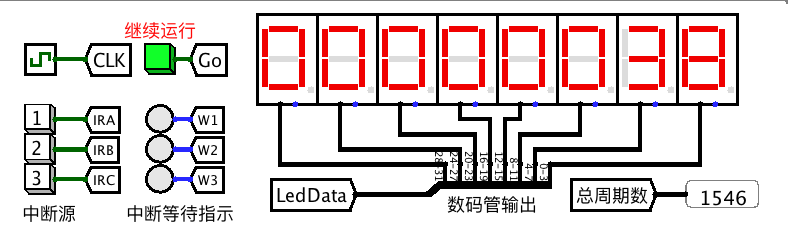 继续运行
CLK
Go
00000038
1
IRA
W1
2
IRB
W2
3
IRC
W3
中断源
中断等待指示
28-31
24-27
20-23
16-19
12-15
8-11
4-7
0-3
LedData
数码管输出
总周期数
1546